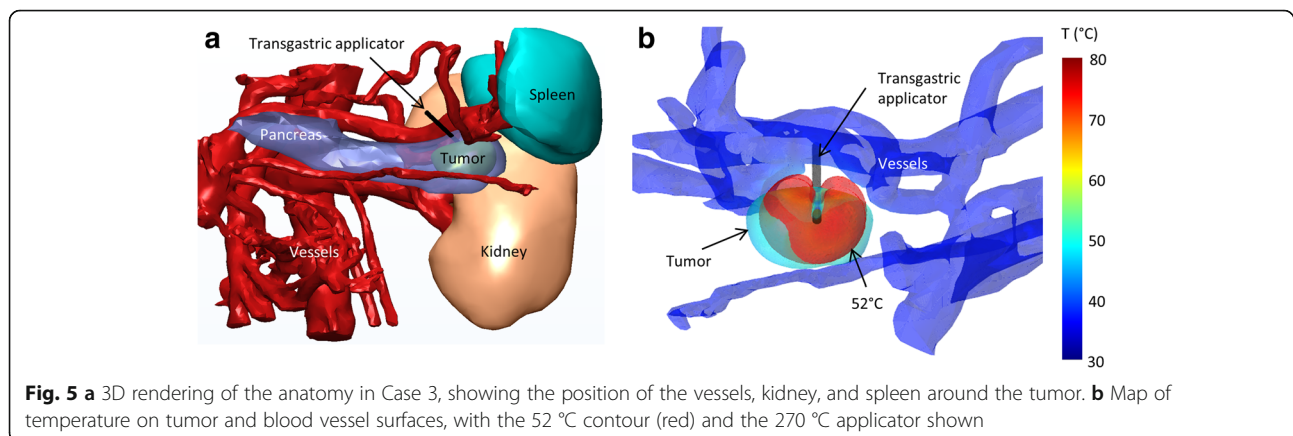 a
Transgastric applicator
Spleen
Pancreas
Tumor
Vessels
Kidney
b
T (°C)
Transgastric
applicator
Vessels
Tumor
52°C
80
70
60
50
40
30
Fig. 5 a 3D rendering of the anatomy in Case 3, showing the position of the vessels, kidney, and spleen around the tumor. b Map of
temperature on tumor and blood vessel surfaces, with the 52 °C contour (red) and the 270 °C applicator shown